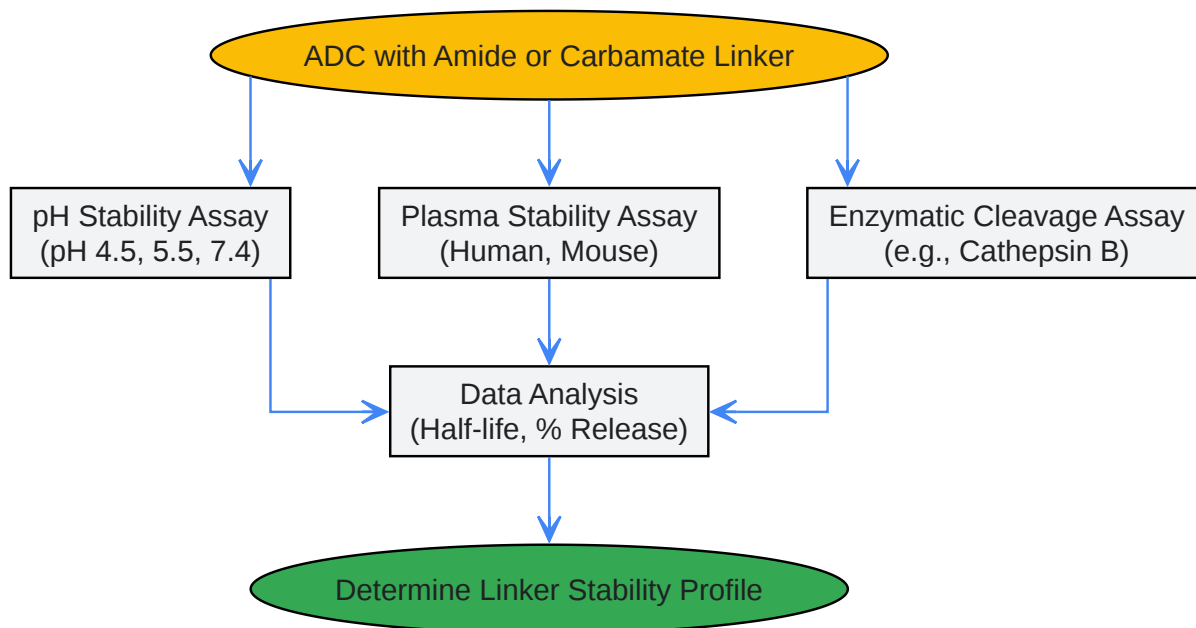 ADC with Amide or Carbamate Linker
pH Stability Assay
(pH 4.5, 5.5, 7.4)
Plasma Stability Assay
(Human, Mouse)
Enzymatic Cleavage Assay
(e.g., Cathepsin B)
Data Analysis
(Half-life, % Release)
Determine Linker Stability Profile